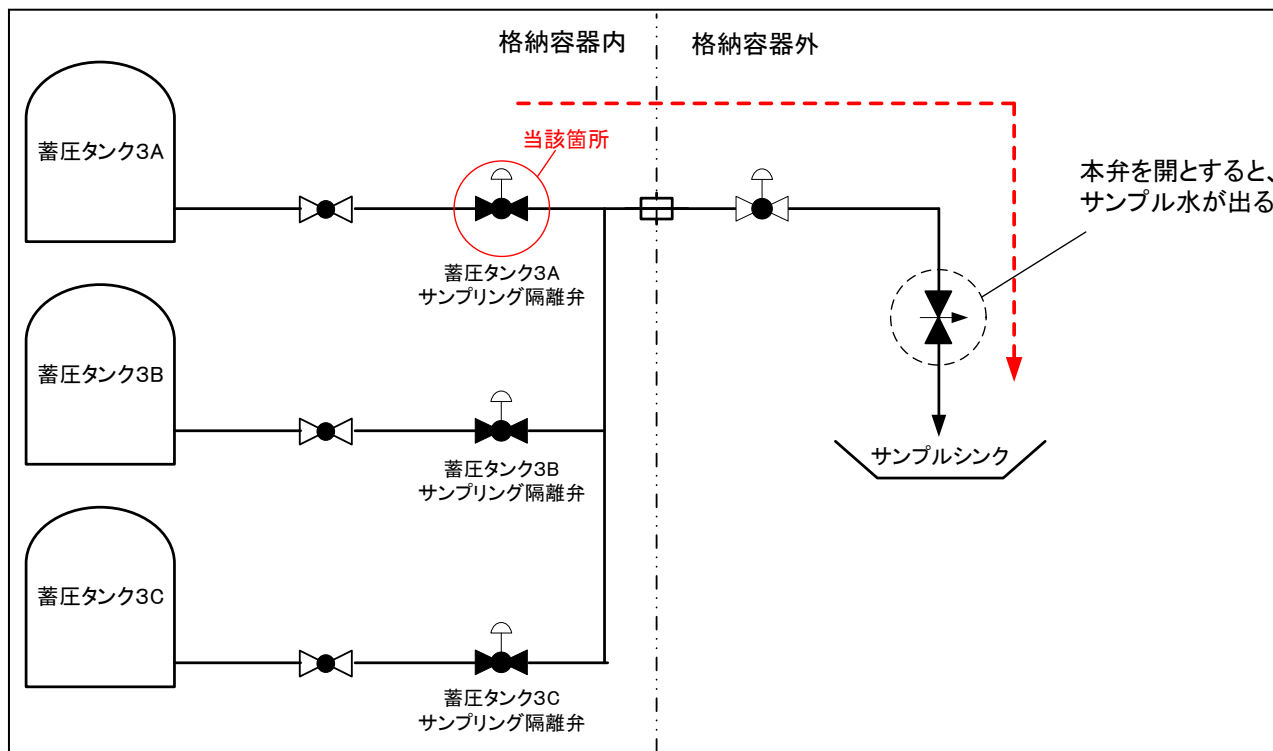 格納容器内
格納容器外
蓄圧タンク3A
当該箇所
本弁を開とすると、
サンプル水が出る
蓄圧タンク3A
サンプリング隔離弁
蓄圧タンク3B
サンプルシンク
蓄圧タンク3B
サンプリング隔離弁
蓄圧タンク3C
蓄圧タンク3C
サンプリング隔離弁